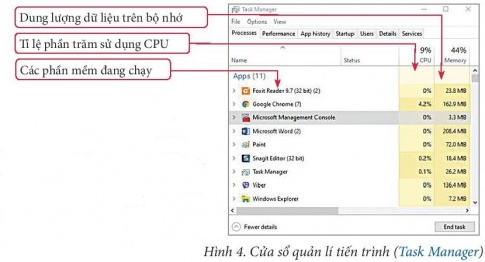 Dung lượng dữ liệu trên bộ nhớ
Tỉ lệ phần trăm sử dụng CPU
Các phần mềm đang chạy
Task Manager
File Options View
Processes Performance App history Startup Users Details Services
9% 44%
Name Status CPU Memory
Apps (11)
Foxit Reader 9.7 (32 bit) (2) 0% 23.8 MB
Google Chrome (7) 4.2% 162.9 MB
Microsoft Management Console 0% 3.3 MB
Microsoft Word (2) 0% 208.4 MB
Paint 0% 72.0 MB
Snagit Editor (32 bit) 0.2% 18.4 MB
Task Manager 0.1% 26.2 MB
Viber 0% 136.4 MB
Windows Explorer 0% 7.2 MB
Fewer details End task
Hình 4. Cửa sổ quản lí tiến trình (Task Manager)